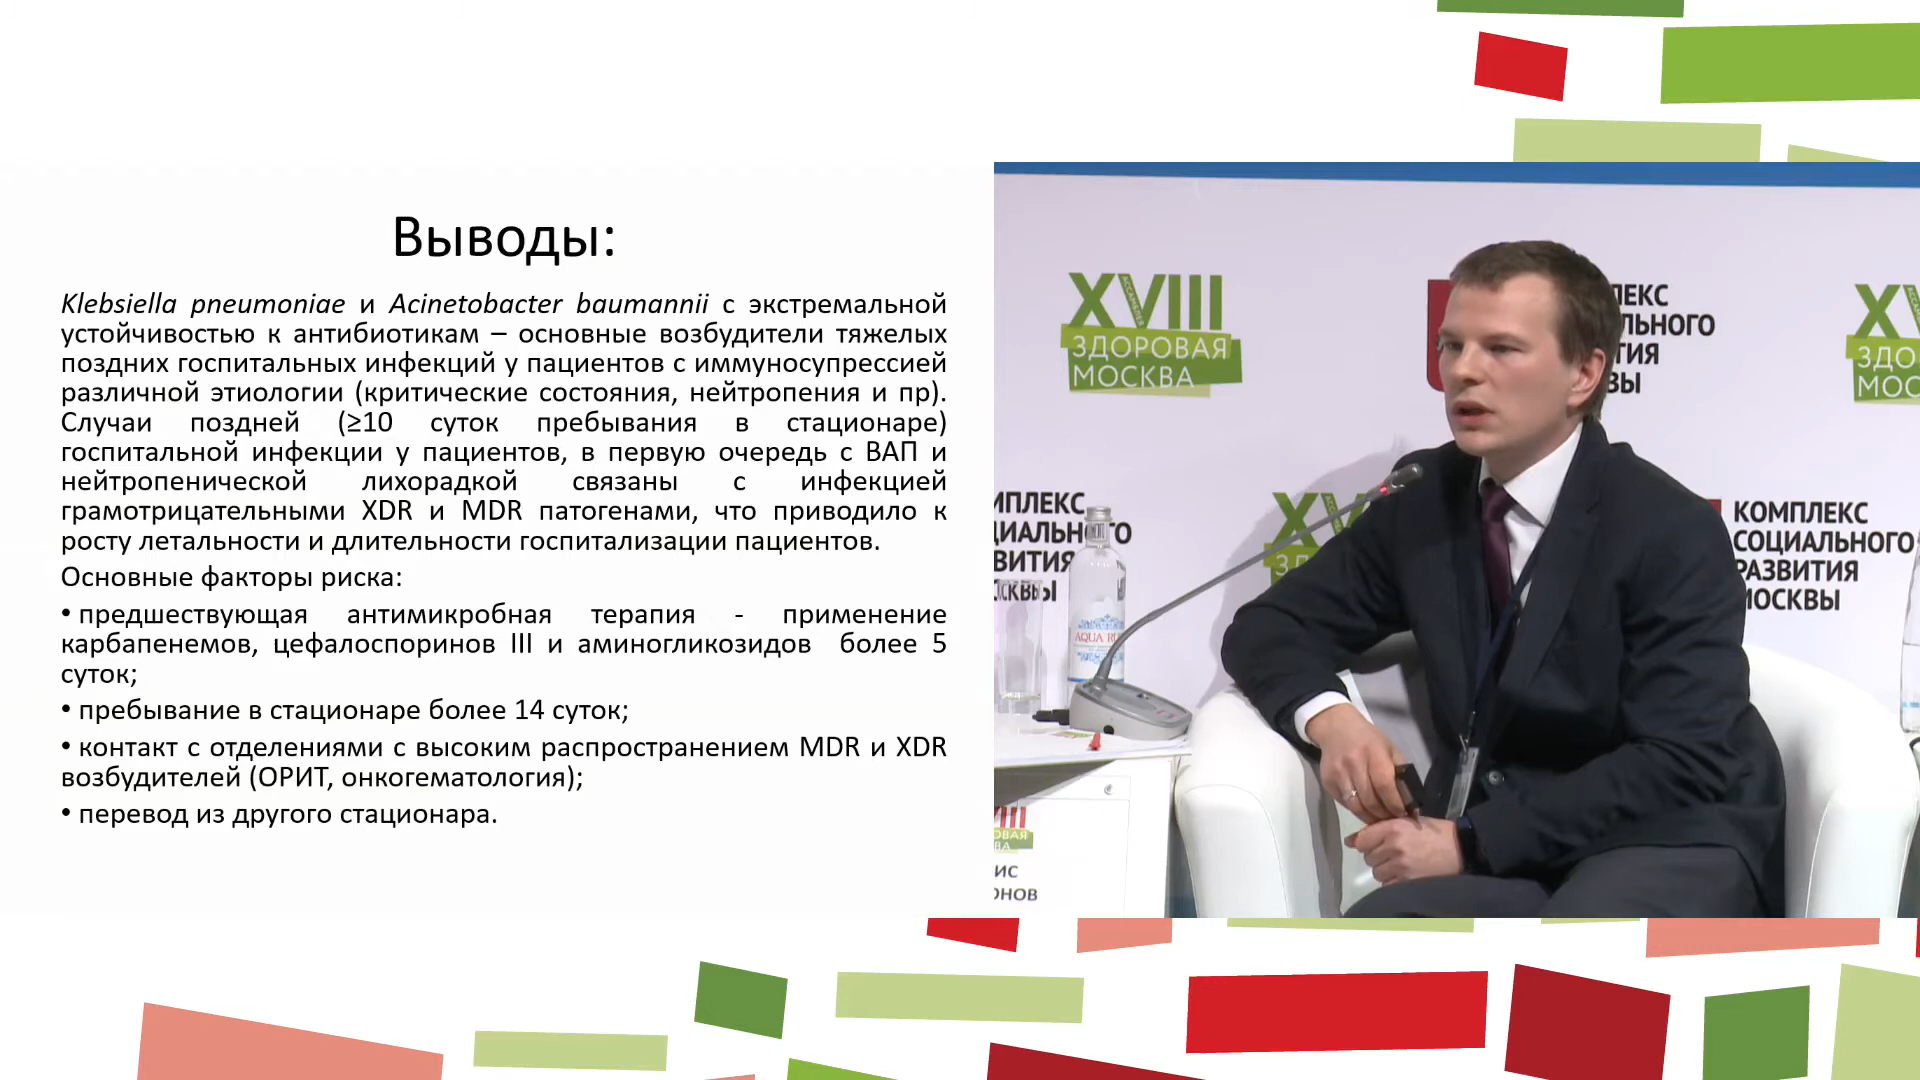 Выводы:
Klebsiella pneumoniae и Acinetobacter baumannii с экстремальной
устойчивостью к антибиотикам – основные возбудители тяжелых
поздних госпитальных инфекций у пациентов с иммуносупрессией
различной этиологии (критические состояния, нейтропения и пр).
Случаи поздней (≥10 суток пребывания в стационаре)
госпитальной инфекции у пациентов, в первую очередь с ВАП и
нейтропенической лихорадкой связаны с инфекцией
грамотрицательными XDR и MDR патогенами, что приводило к
росту летальности и длительности госпитализации пациентов.
Основные факторы риска:
• предшествующая антимикробная терапия - применение
карбапенемов, цефалоспоринов III и аминогликозидов более 5
суток;
• пребывание в стационаре более 14 суток;
• контакт с отделениями с высоким распространением MDR и XDR
возбудителей (ОРИТ, онкогематология);
• перевод из другого стационара.
XVIII
АССАМБЛЕЯ
ЗДОРОВАЯ
МОСКВА
КОМПЛЕКС
СОЦИАЛЬНОГО
РАЗВИТИЯ
МОСКВЫ
AQUA